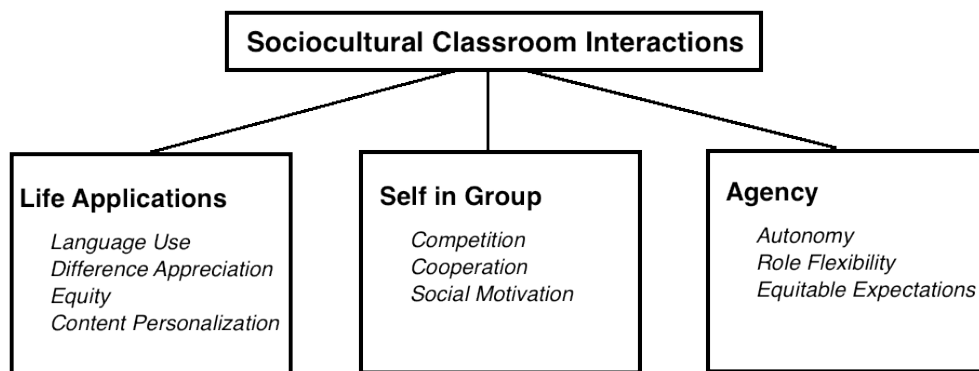 Sociocultural Classroom Interactions
Life Applications
Language Use
Difference Appreciation
Equity
Content Personalization
Self in Group
Competition
Cooperation
Social Motivation
Agency
Autonomy
Role Flexibility
Equitable Expectations